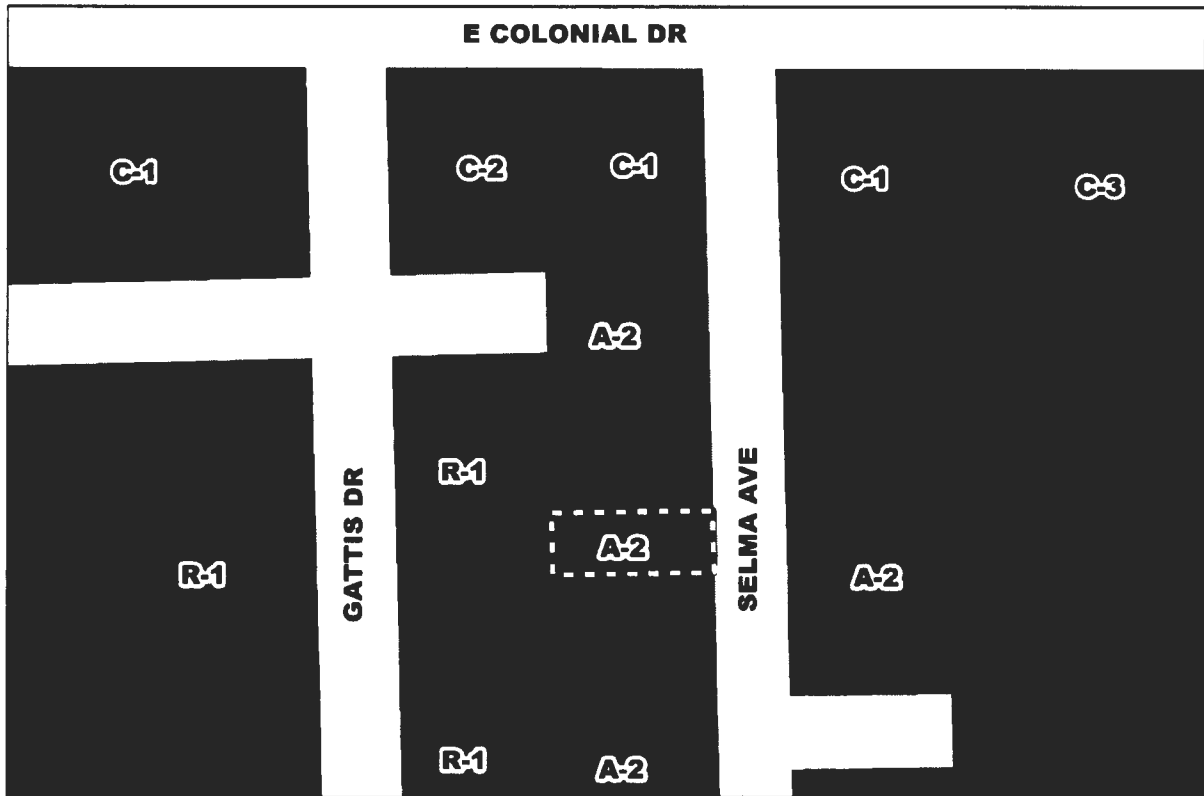 E COLONIAL DR
C-1
C-2
C-1
C-1
C-3
A-2
R-1
GATTIS DR
SELMA AVE
A-2
R-1
A-2
R-1
A-2